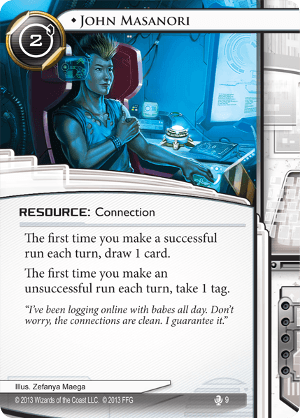 2
• John Masanori
RESOURCE: Connection
The first time you make a successful
run each turn, draw 1 card.
The first time you make an
unsuccessful run each turn, take 1 tag.
“I’ve been logging online with babes all day. Don’t
worry, the connections are clean. I guarantee it.”
Illus. Zefanya Maega
© 2013 Wizards of the Coast LLC. © 2013 FFG
9